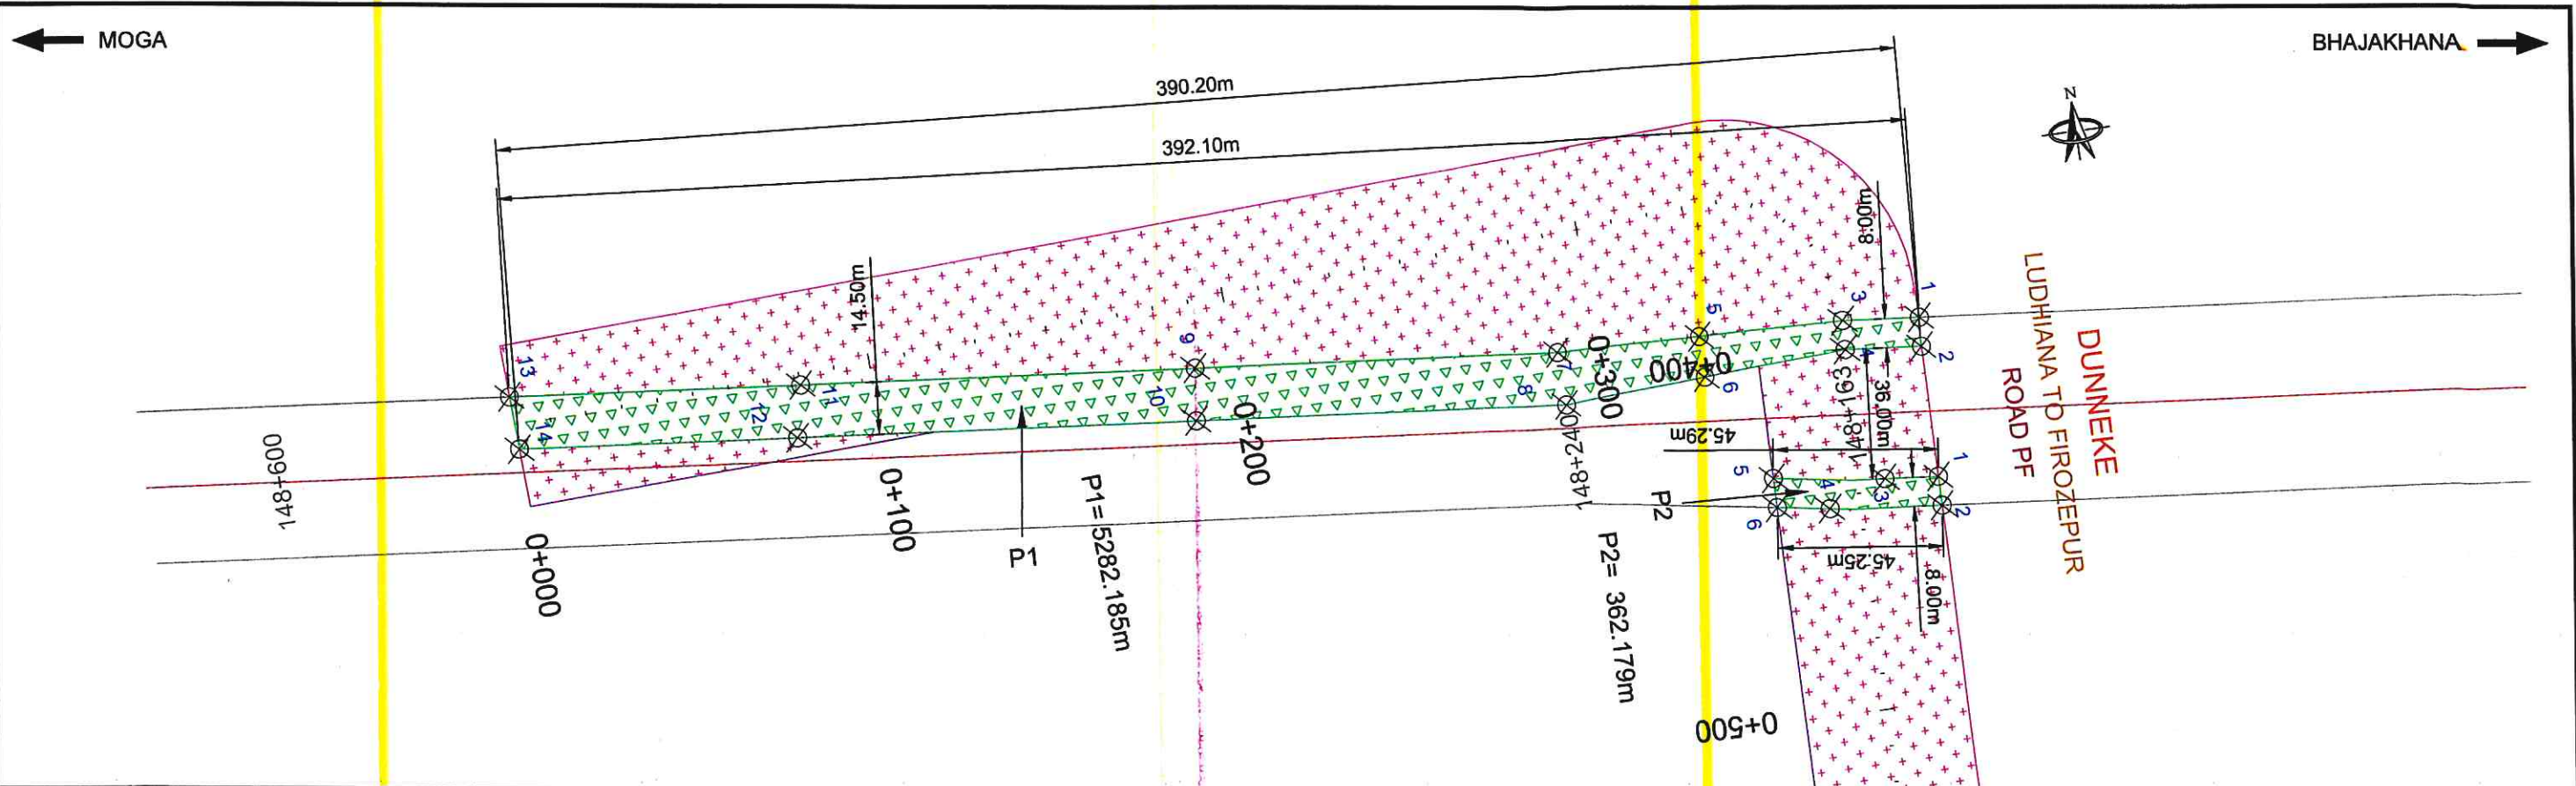 MOGA
BHAJAKHANA
390.20m
392.10m
N
8.00m
14.50m
1
2
3
4
5
6
7
8
9
10
11
12
13
14
0+400
0+300
0+200
0+100
0+000
148+600
148+240
148+163
36.00m
45.29m
45.25m
8.00m
1
2
3
4
5
6
P2
P1
P1=5282.185m
P2= 362.179m
0+500
DUNNEKE
LUDHIANA TO FIROZEPUR
ROAD PF